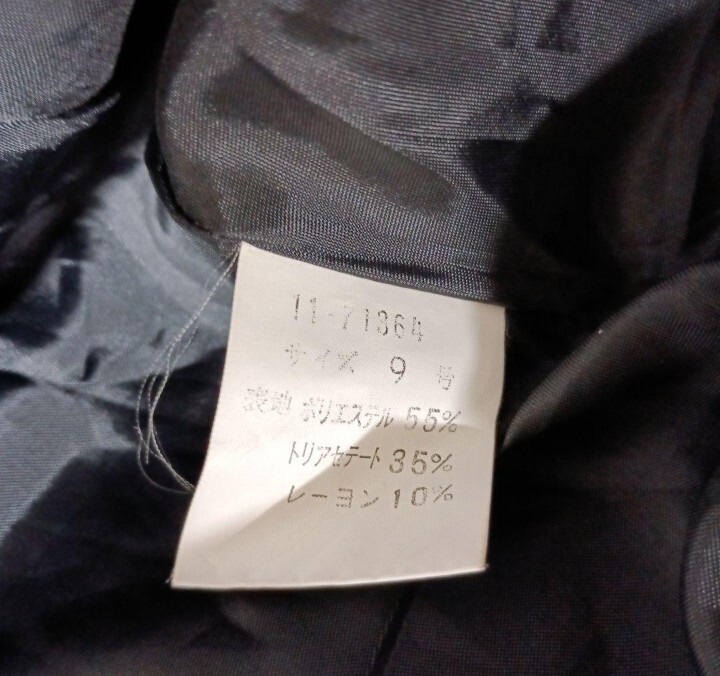 11-71364
サイズ 9 号
表地 ポリエステル 55%
トリアセテート 35%
レーヨン 10%